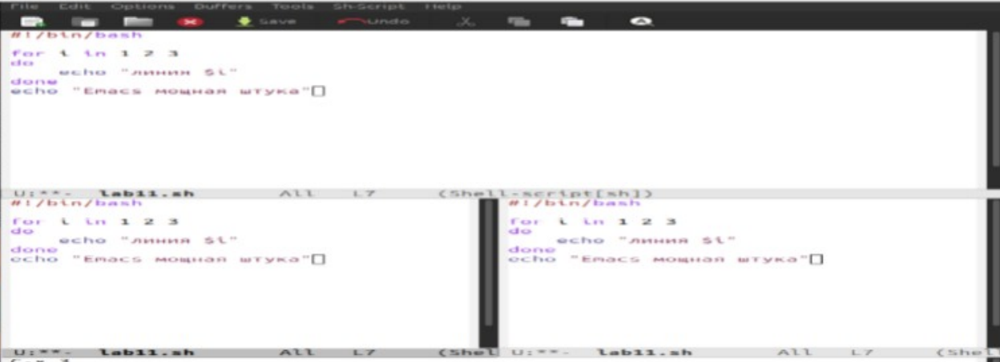 File Edit Options Buffers Tools Sh-Script Help
Save Undo
#!/bin/bash
for i in 1 2 3
do
echo "линия $i"
done
echo "Emacs мощная штука"
U:**- lab11.sh All L7 (Shell-script[sh])
#!/bin/bash
for i in 1 2 3
do
echo "линия $i"
done
echo "Emacs мощная штука"
U:**- lab11.sh All L7 (Shel
#!/bin/bash
for i in 1 2 3
do
echo "линия $i"
done
echo "Emacs мощная штука"
U:**- lab11.sh All L7 (Shel